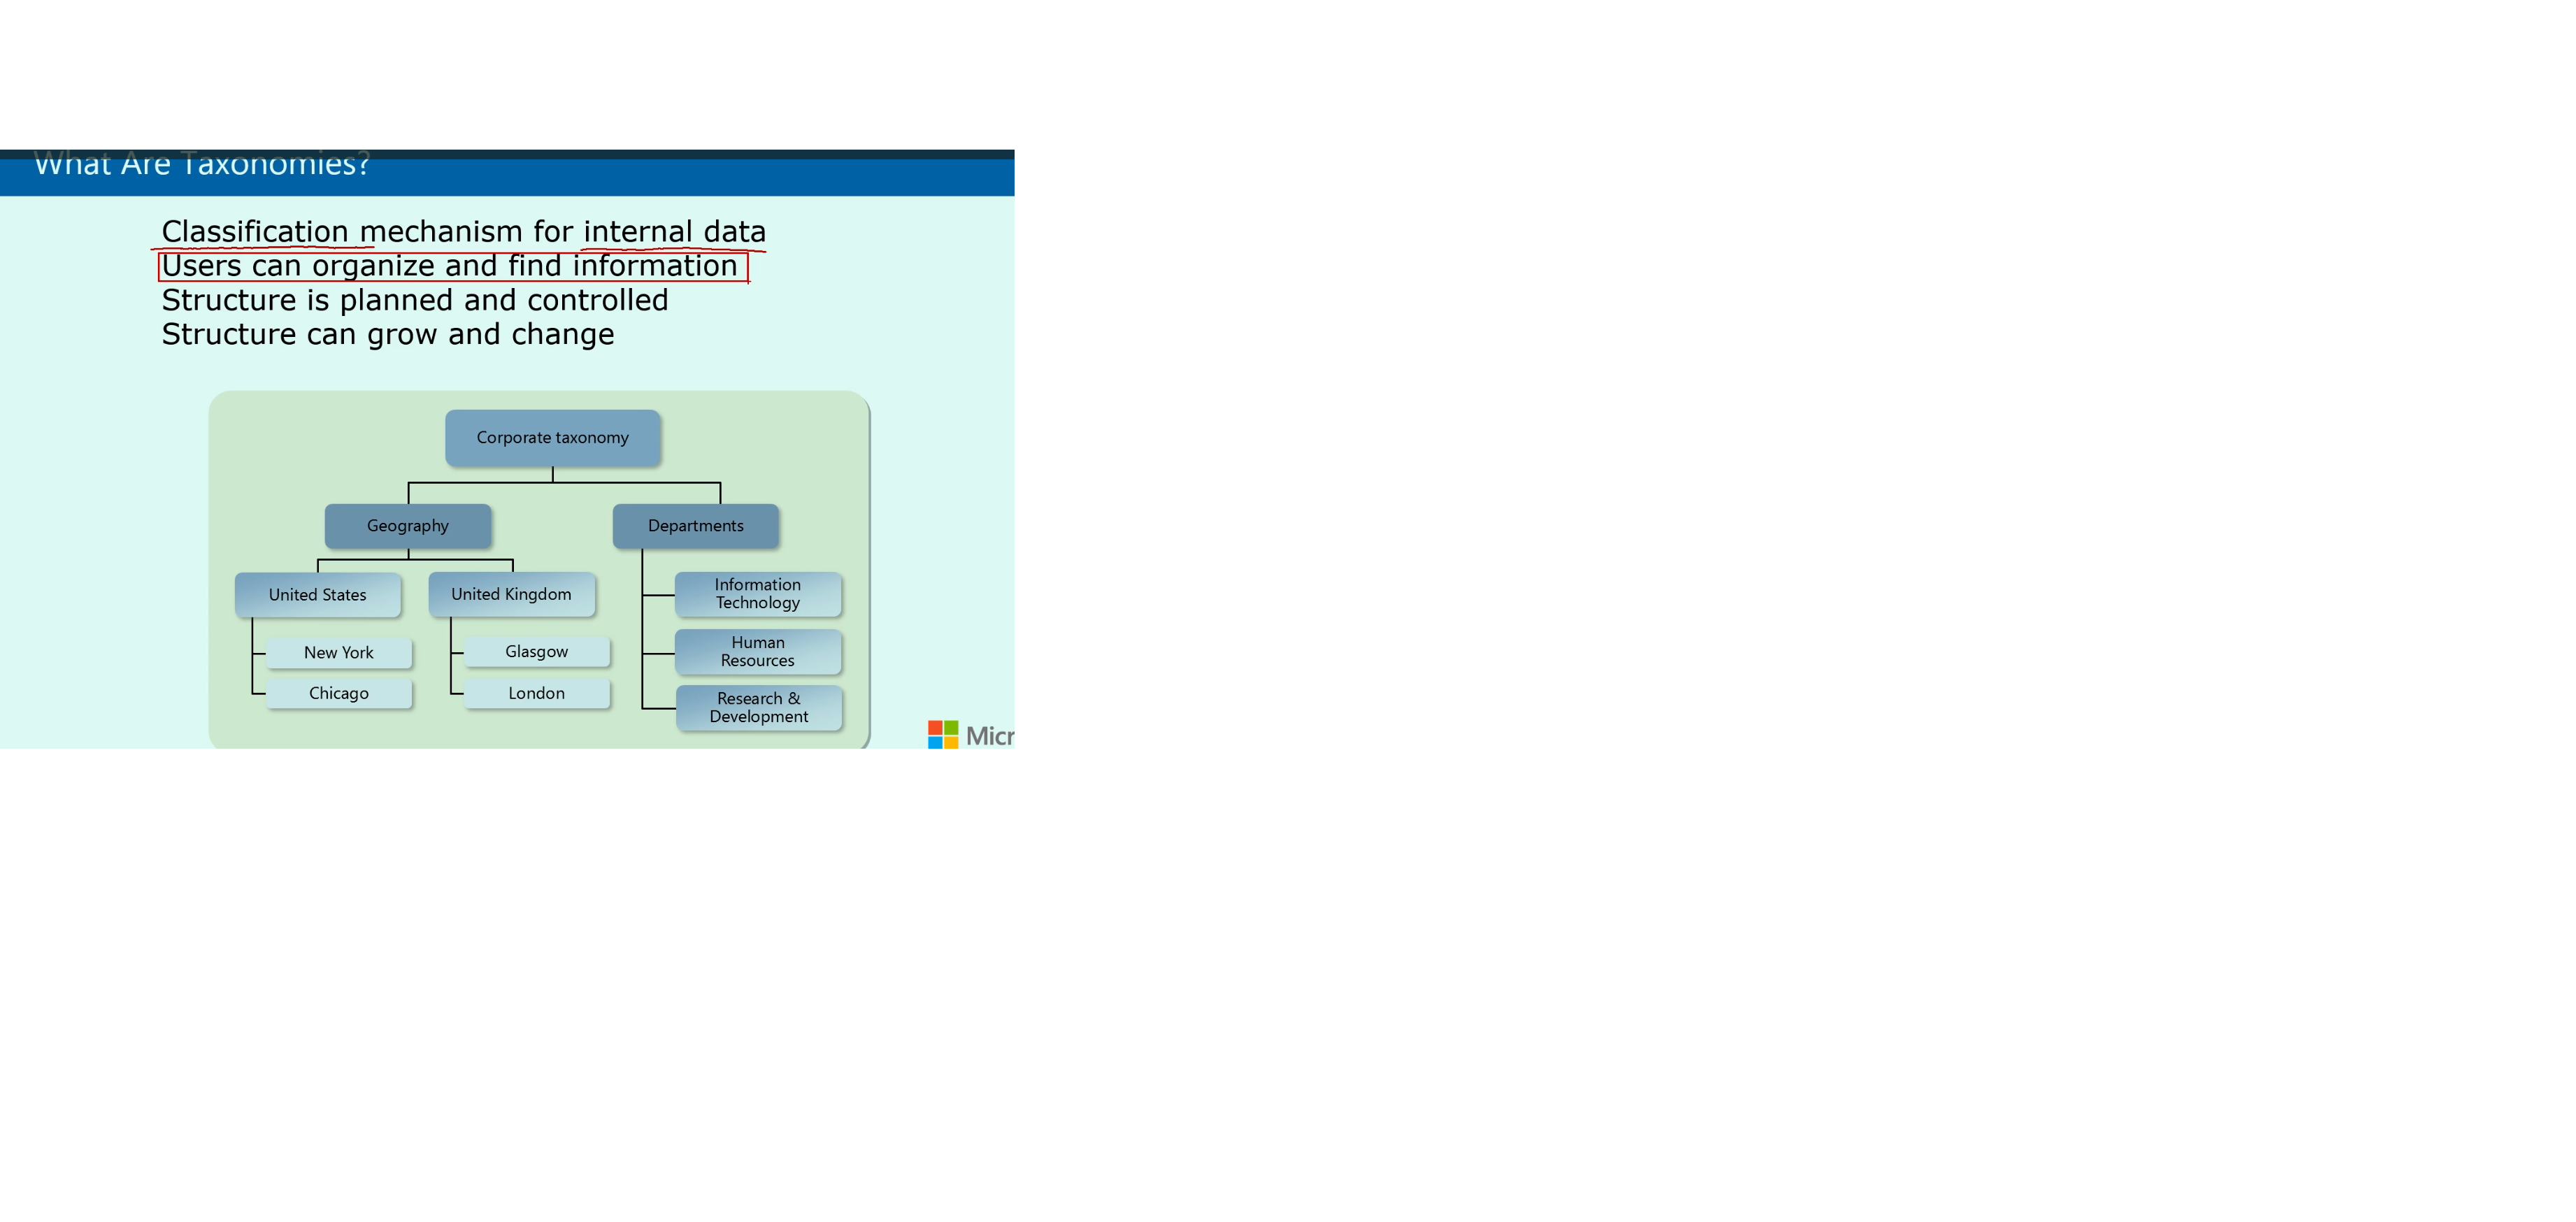 What Are Taxonomies?
Classification mechanism for internal data
Users can organize and find information
Structure is planned and controlled
Structure can grow and change
Corporate taxonomy
Geography
Departments
United States
United Kingdom
Information
Technology
New York
Glasgow
Human
Resources
Chicago
London
Research &
Development
Micr